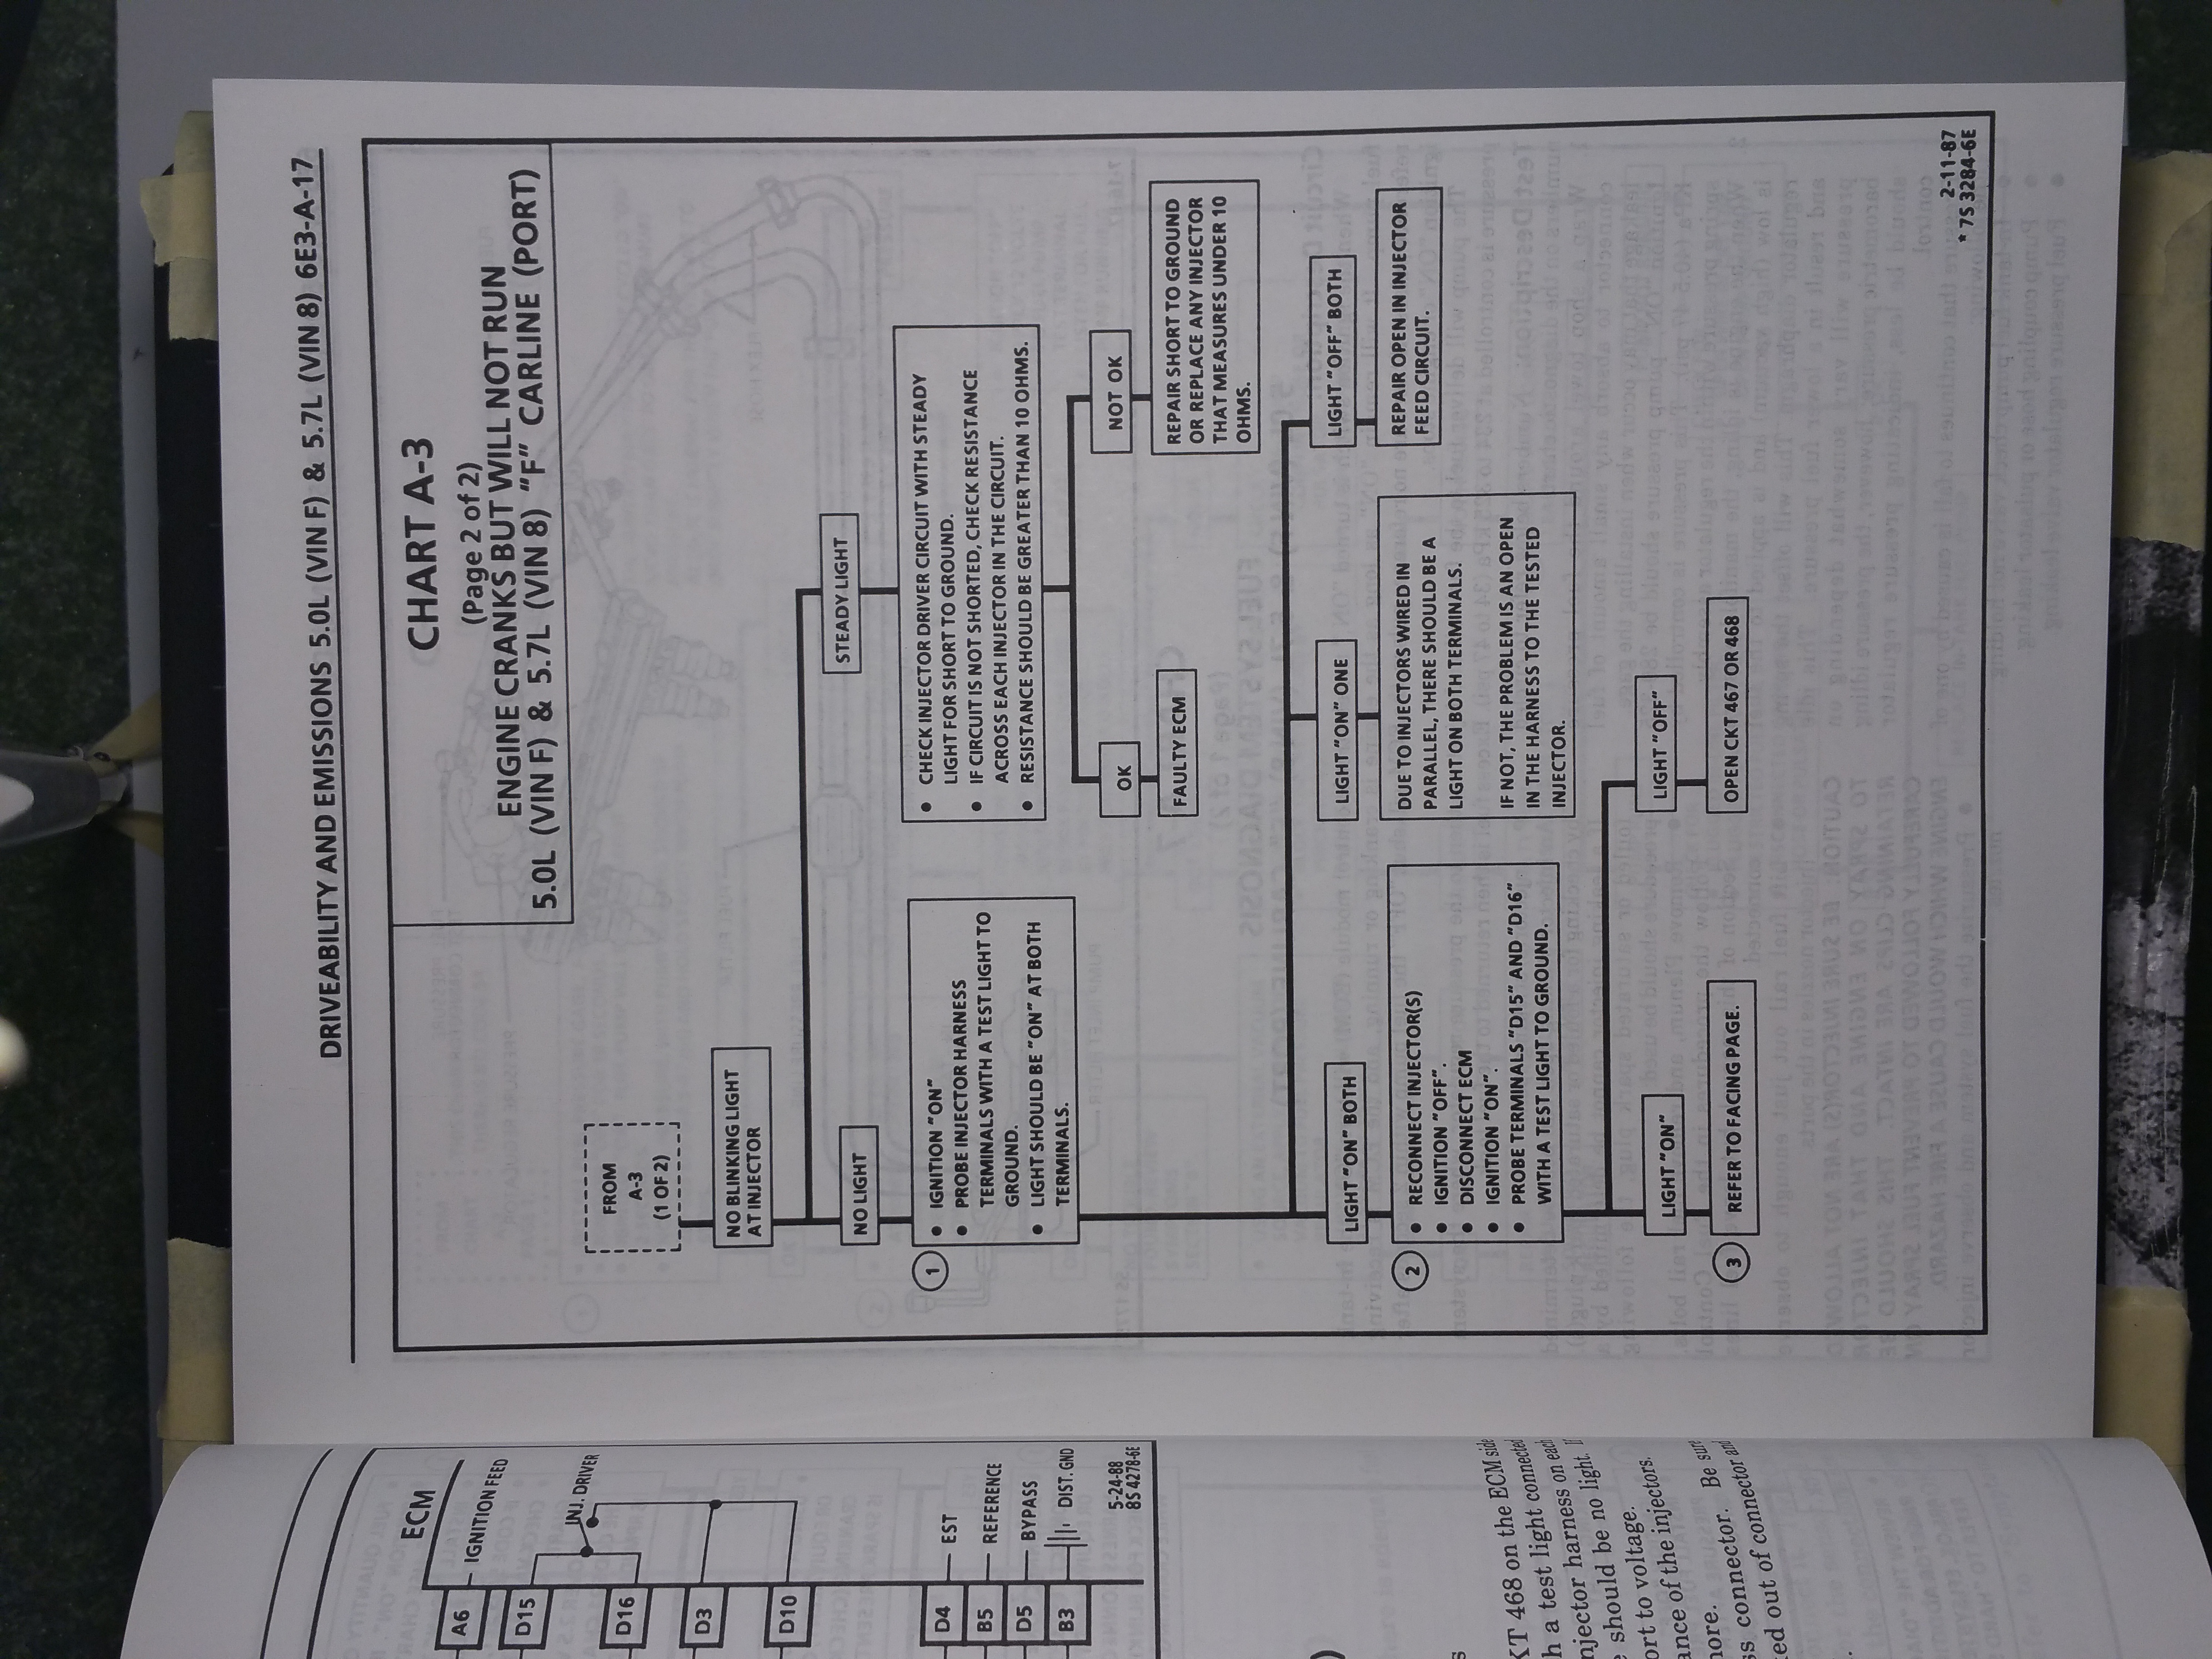 DRIVEABILITY AND EMISSIONS 5.0L (VIN F) & 5.7L (VIN 8) 6E3-A-17
CHART A-3
(Page 2 of 2)
ENGINE CRANKS BUT WILL NOT RUN
5.0L (VIN F) & 5.7L (VIN 8) "F" CARLINE (PORT)
FROM
A-3
(1 OF 2)
NO BLINKING LIGHT
AT INJECTOR
NO LIGHT
STEADY LIGHT
1
● IGNITION "ON"
● PROBE INJECTOR HARNESS
TERMINALS WITH A TEST LIGHT TO
GROUND.
● LIGHT SHOULD BE "ON" AT BOTH
TERMINALS.
● CHECK INJECTOR DRIVER CIRCUIT WITH STEADY
LIGHT FOR SHORT TO GROUND.
● IF CIRCUIT IS NOT SHORTED, CHECK RESISTANCE
ACROSS EACH INJECTOR IN THE CIRCUIT.
● RESISTANCE SHOULD BE GREATER THAN 10 OHMS.
OK
NOT OK
FAULTY ECM
REPAIR SHORT TO GROUND
OR REPLACE ANY INJECTOR
THAT MEASURES UNDER 10
OHMS.
LIGHT "ON" BOTH
LIGHT "ON" ONE
LIGHT "OFF" BOTH
2
● RECONNECT INJECTOR(S)
● IGNITION "OFF".
● DISCONNECT ECM
● IGNITION "ON".
● PROBE TERMINALS "D15" AND "D16"
WITH A TEST LIGHT TO GROUND.
DUE TO INJECTORS WIRED IN
PARALLEL, THERE SHOULD BE A
LIGHT ON BOTH TERMINALS.
IF NOT, THE PROBLEM IS AN OPEN
IN THE HARNESS TO THE TESTED
INJECTOR.
REPAIR OPEN IN INJECTOR
FEED CIRCUIT.
LIGHT "ON"
LIGHT "OFF"
3
REFER TO FACING PAGE.
OPEN CKT 467 OR 468
2-11-87
* 7S 3284-6E
ECM
A6
IGNITION FEED
D15
INJ. DRIVER
D16
D3
D10
D4
EST
B5
REFERENCE
D5
BYPASS
B3
DIST. GND
5-24-88
8S 4278-6E
KT 468 on the ECM side
h a test light connected
njector harness on each
should be no light. If
ort to voltage.
ance of the injectors.
more. Be sure
ss connector.
ted out of connector and